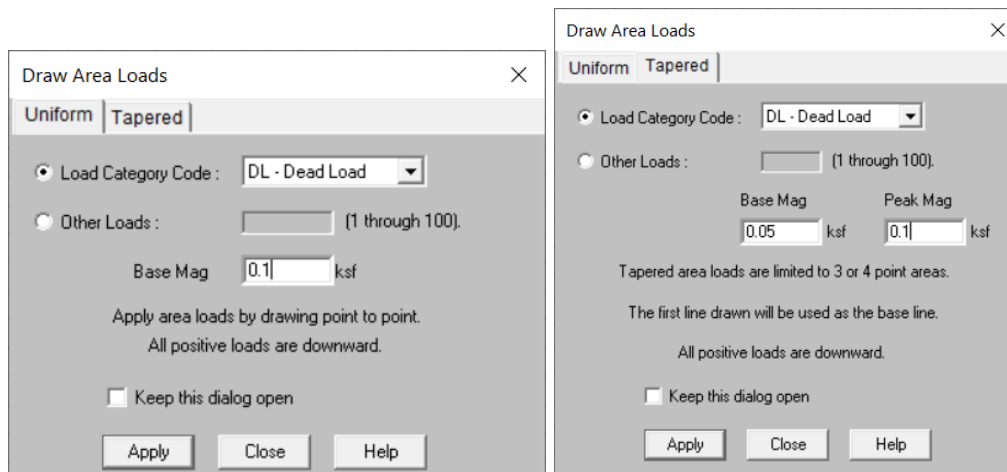 Draw Area Loads
Uniform Tapered
Load Category Code : DL - Dead Load
Other Loads : (1 through 100).
Base Mag 0.1 ksf
Apply area loads by drawing point to point.
All positive loads are downward.
Keep this dialog open
Apply Close Help
Draw Area Loads
Uniform Tapered
Load Category Code : DL - Dead Load
Other Loads : (1 through 100).
Base Mag Peak Mag
0.05 ksf 0.1 ksf
Tapered area loads are limited to 3 or 4 point areas.
The first line drawn will be used as the base line.
All positive loads are downward.
Keep this dialog open
Apply Close Help